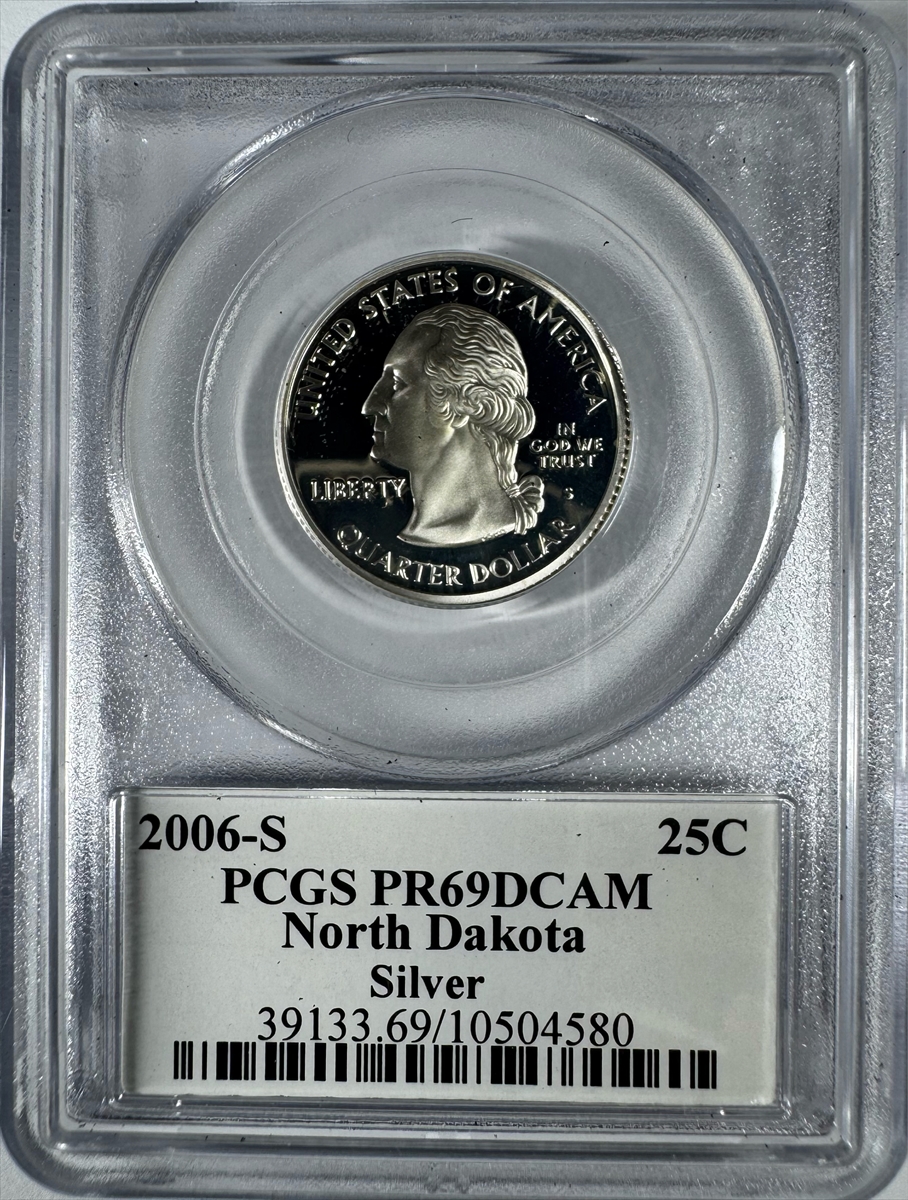 UNITED STATES OF AMERICA
IN
GOD WE
TRUST
LIBERTY
S
QUARTER DOLLAR
2006-S 25C
PCGS PR69DCAM
North Dakota
Silver
39133.69/10504580